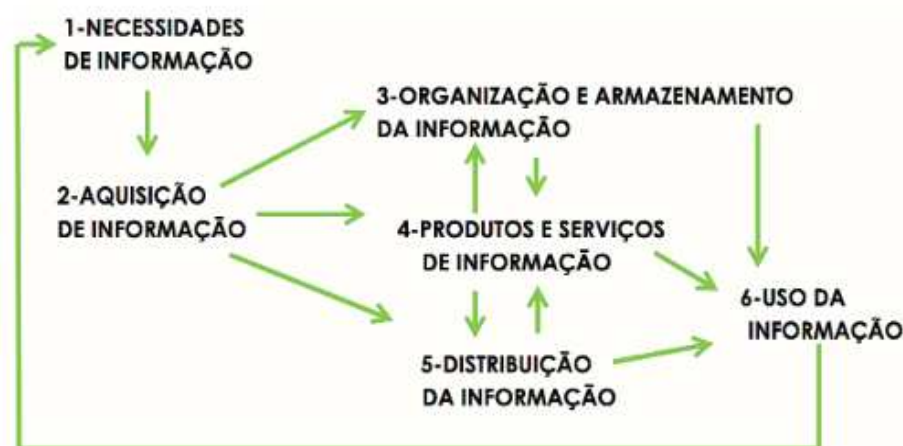 1-NECESSIDADES
DE INFORMAÇÃO
3-ORGANIZAÇÃO E ARMAZENAMENTO
DA INFORMAÇÃO
2-AQUISIÇÃO
DE INFORMAÇÃO
4-PRODUTOS E SERVIÇOS
DE INFORMAÇÃO
6-USO DA
INFORMAÇÃO
5-DISTRIBUIÇÃO
DA INFORMAÇÃO